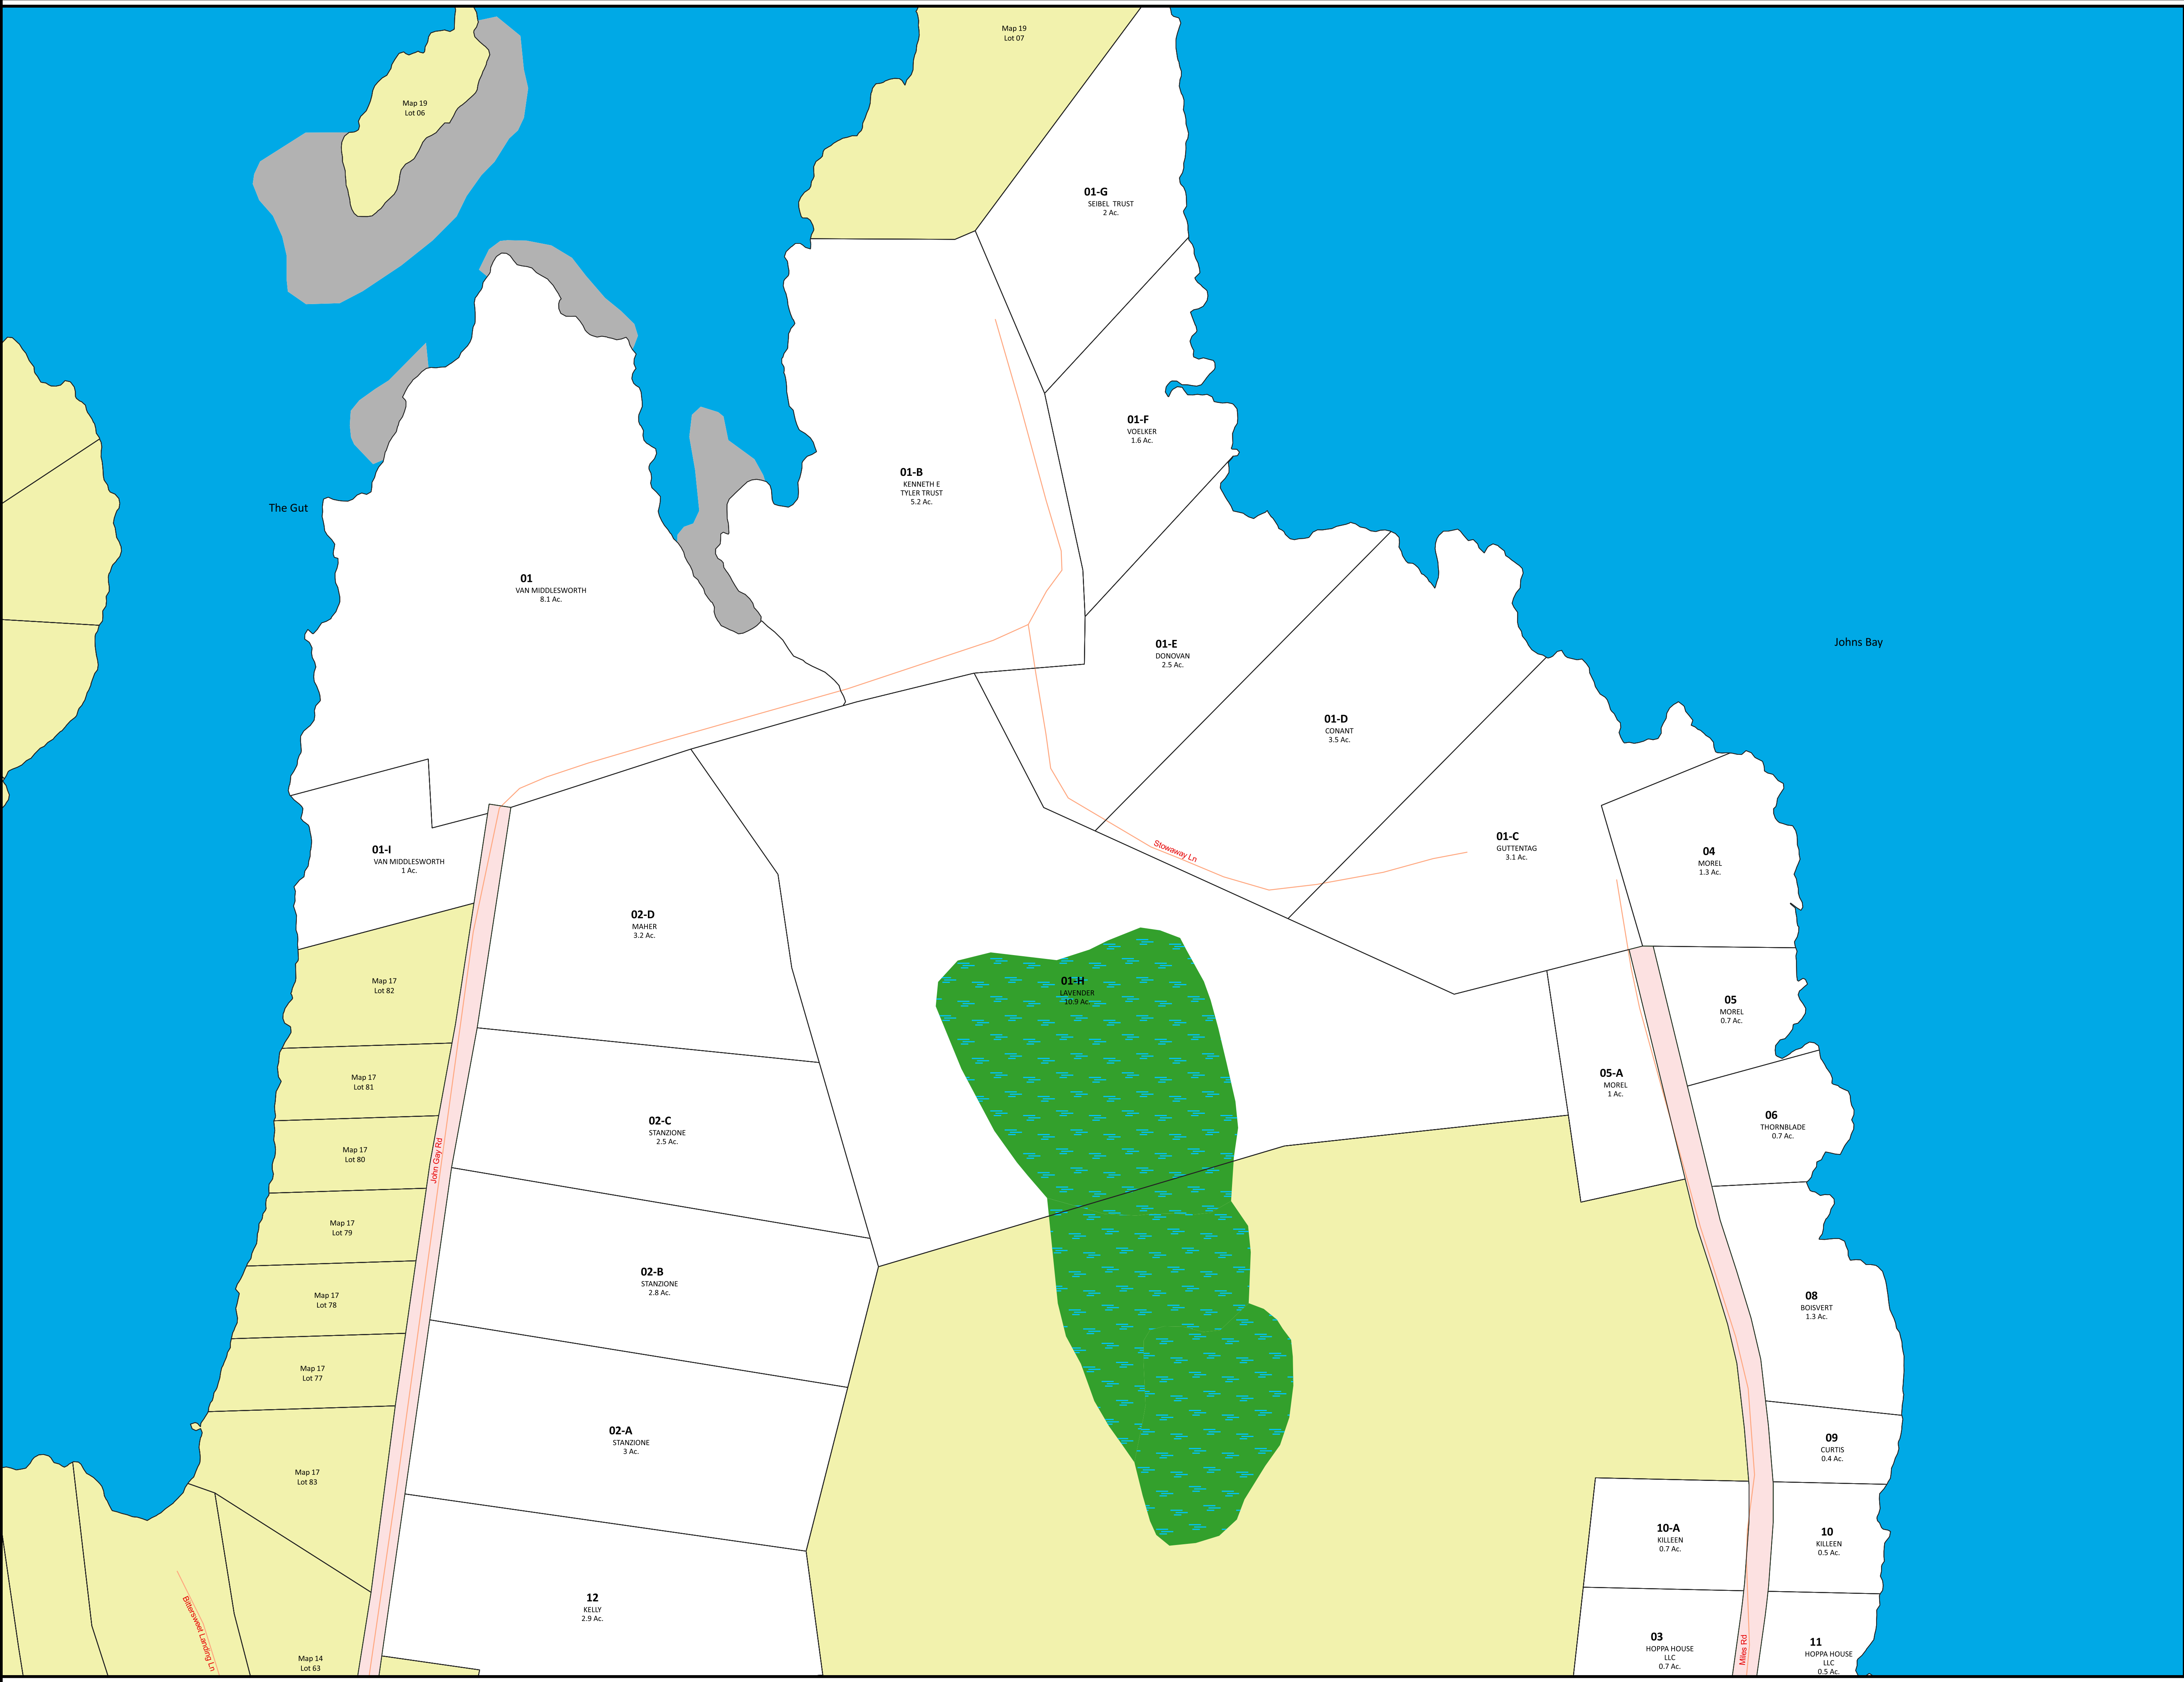 Map 19
Lot 07
Map 19
Lot 06
01-G
SEIBEL TRUST
2 Ac.
01-F
VOELKER
1.6 Ac.
01-B
KENNETH E
TYLER TRUST
5.2 Ac.
The Gut
01
VAN MIDDLESWORTH
8.1 Ac.
01-E
DONOVAN
2.5 Ac.
Johns Bay
01-D
CONANT
3.5 Ac.
01-C
GUTTENTAG
3.1 Ac.
Stowaway Ln
04
MOREL
1.3 Ac.
01-I
VAN MIDDLESWORTH
1 Ac.
02-D
MAHER
3.2 Ac.
01-H
LAVENDER
10.9 Ac.
Map 17
Lot 82
05
MOREL
0.7 Ac.
Map 17
Lot 81
05-A
MOREL
1 Ac.
02-C
STANZIONE
2.5 Ac.
06
THORNBLADE
0.7 Ac.
Map 17
Lot 80
John Gay Rd
Map 17
Lot 79
02-B
STANZIONE
2.8 Ac.
Map 17
Lot 78
08
BOISVERT
1.3 Ac.
Map 17
Lot 77
02-A
STANZIONE
3 Ac.
09
CURTIS
0.4 Ac.
Map 17
Lot 83
10-A
KILLEEN
0.7 Ac.
10
KILLEEN
0.5 Ac.
12
KELLY
2.9 Ac.
Bittersweet Landing Ln
Map 14
Lot 63
03
HOPPA HOUSE
LLC
0.7 Ac.
Miles Rd
11
HOPPA HOUSE
LLC
0.5 Ac.